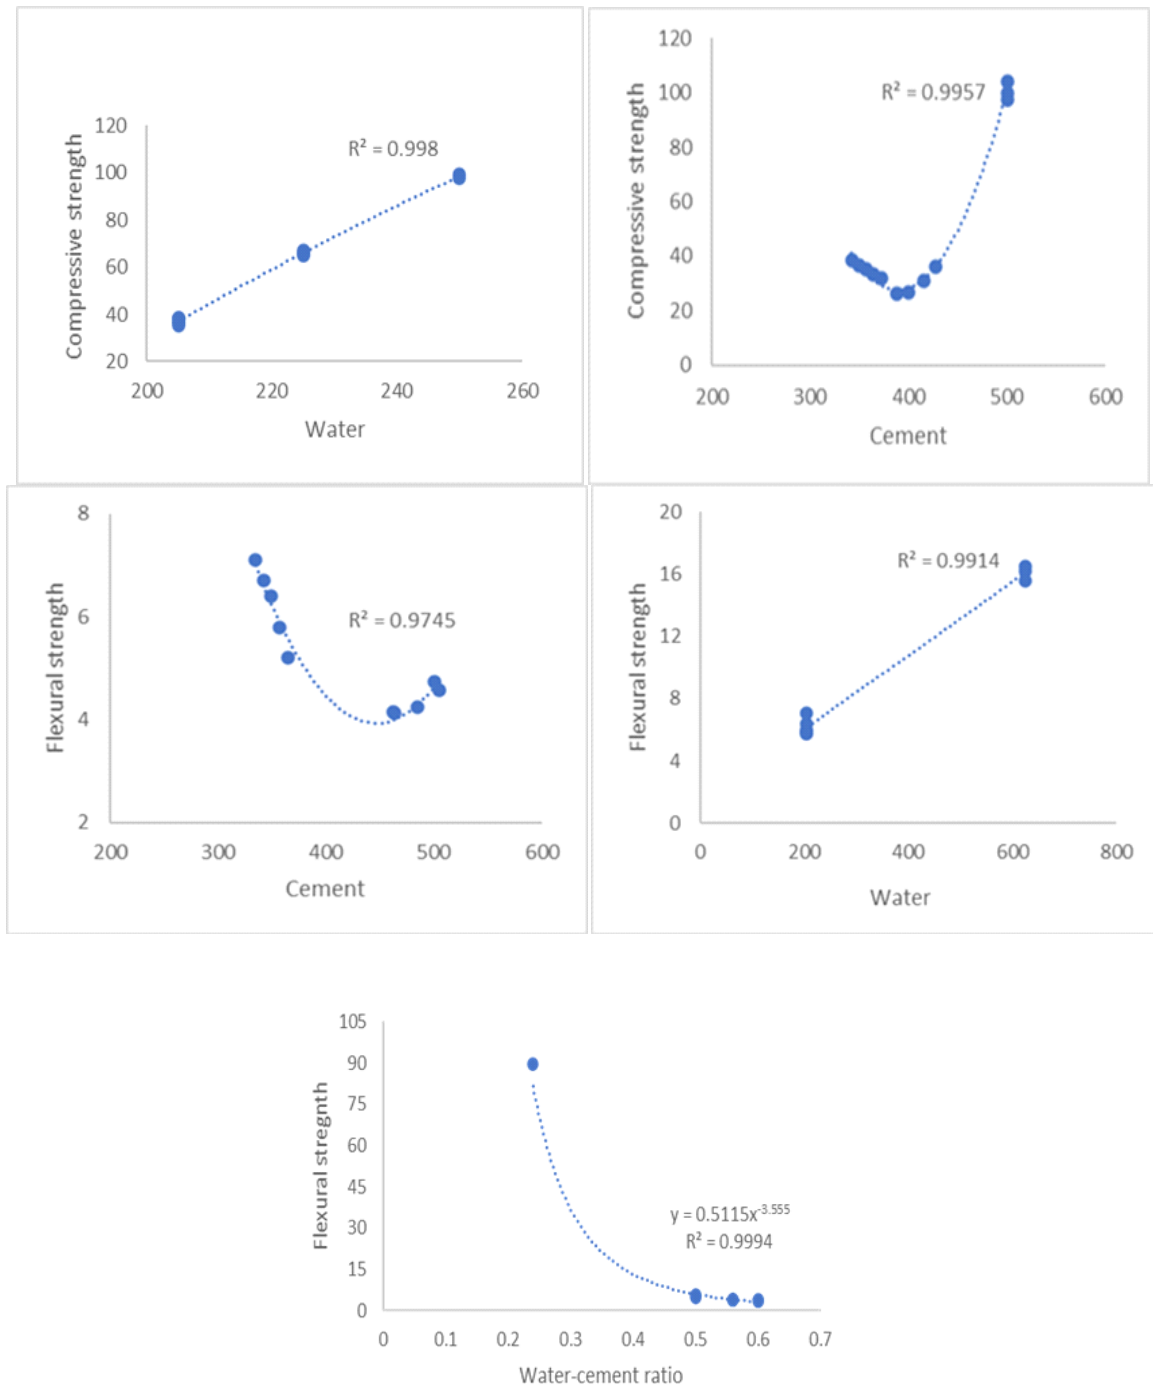 120
R² = 0.998
100
80
60
40
20
200 220 240 260
Compressive strength
Water
120
R² = 0.9957
100
80
60
40
20
0
200 300 400 500 600
Compressive strength
Cement
8
6
R² = 0.9745
4
2
200 300 400 500 600
Flexural strength
Cement
20
R² = 0.9914
16
12
8
4
0
0 200 400 600 800
Flexural strength
Water
105
90
75
60
45
30
15
0
y = 0.5115x^-3.555
R² = 0.9994
0 0.1 0.2 0.3 0.4 0.5 0.6 0.7
Flexural stregnth
Water-cement ratio